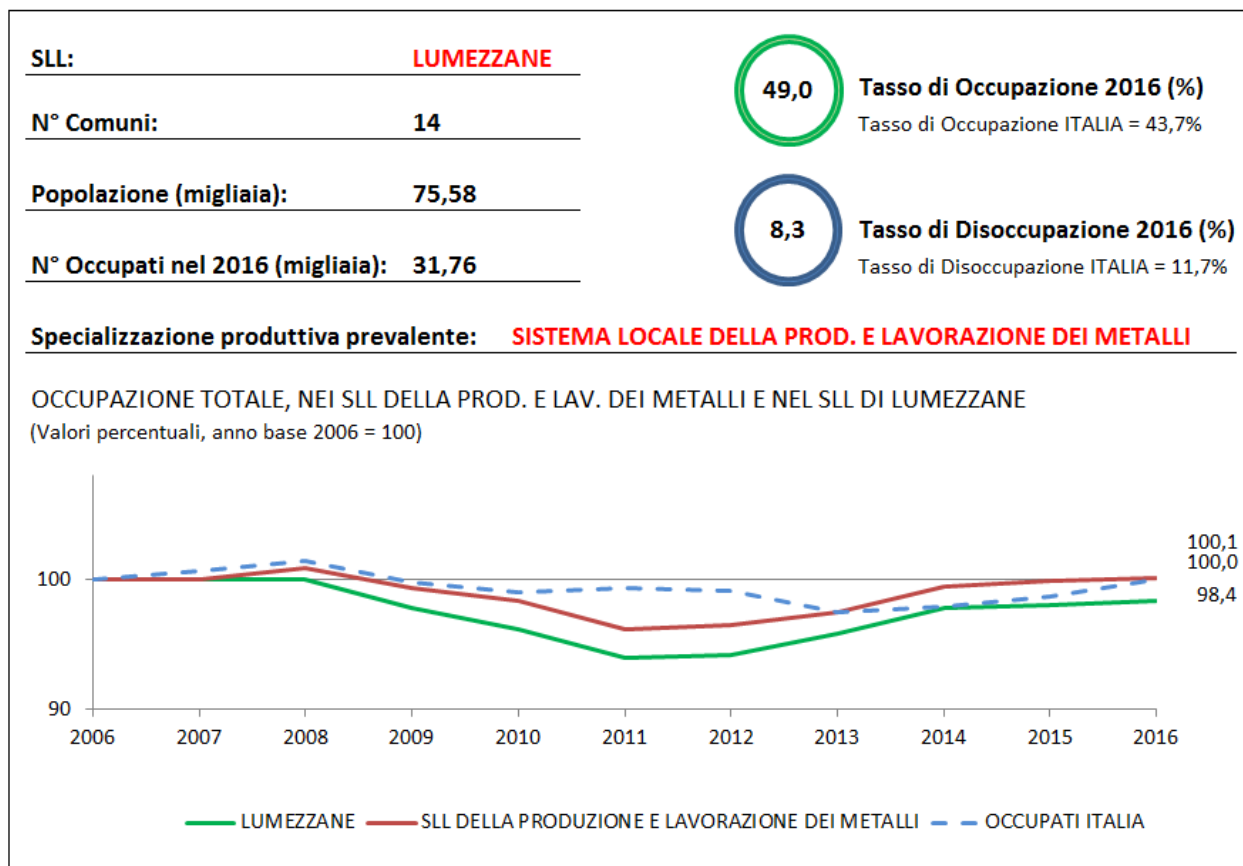 SLL: LUMEZZANE
N° Comuni: 14
Popolazione (migliaia): 75,58
N° Occupati nel 2016 (migliaia): 31,76
49,0 Tasso di Occupazione 2016 (%)
Tasso di Occupazione ITALIA = 43,7%
8,3 Tasso di Disoccupazione 2016 (%)
Tasso di Disoccupazione ITALIA = 11,7%
Specializzazione produttiva prevalente: SISTEMA LOCALE DELLA PROD. E LAVORAZIONE DEI METALLI
OCCUPAZIONE TOTALE, NEI SLL DELLA PROD. E LAV. DEI METALLI E NEL SLL DI LUMEZZANE
(Valori percentuali, anno base 2006 = 100)
100,1
100,0
98,4
100
90
2006 2007 2008 2009 2010 2011 2012 2013 2014 2015 2016
LUMEZZANE SLL DELLA PRODUZIONE E LAVORAZIONE DEI METALLI OCCUPATI ITALIA